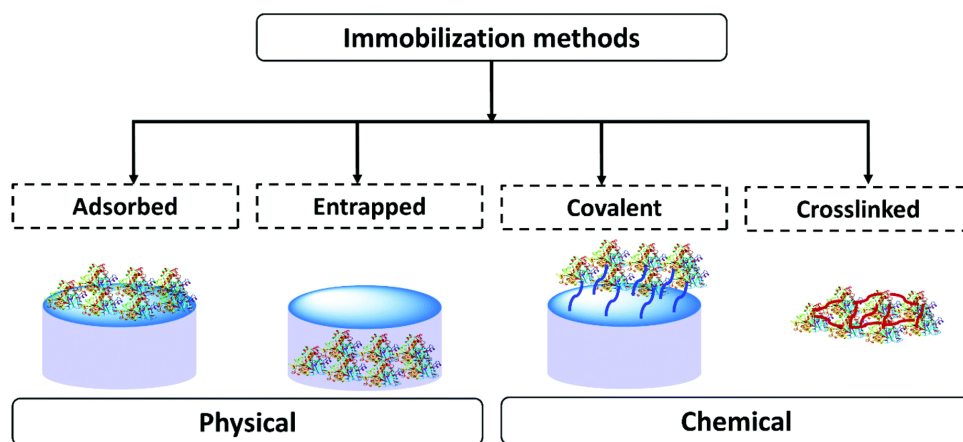 Immobilization methods
Adsorbed
Entrapped
Covalent
Crosslinked
Physical
Chemical